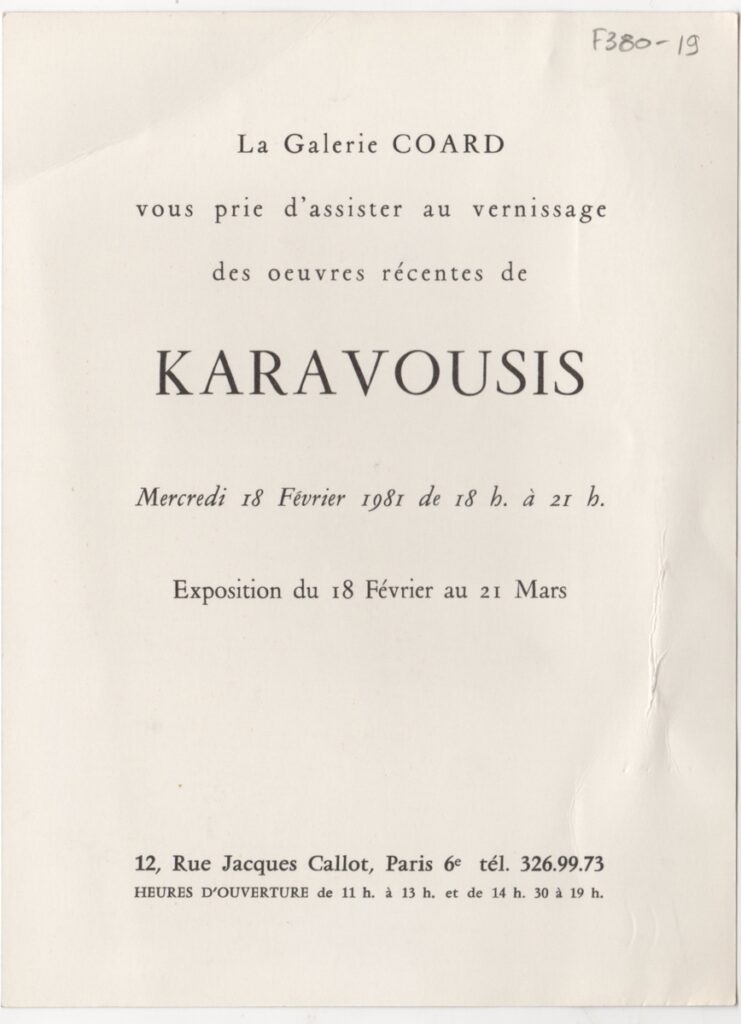 F380-19
La Galerie COARD
vous prie d'assister au vernissage
des oeuvres récentes de
KARAVOUSIS
Mercredi 18 Février 1981 de 18 h. à 21 h.
Exposition du 18 Février au 21 Mars
12, Rue Jacques Callot, Paris 6e tél. 326.99.73
HEURES D'OUVERTURE de 11 h. à 13 h. et de 14 h. 30 à 19 h.